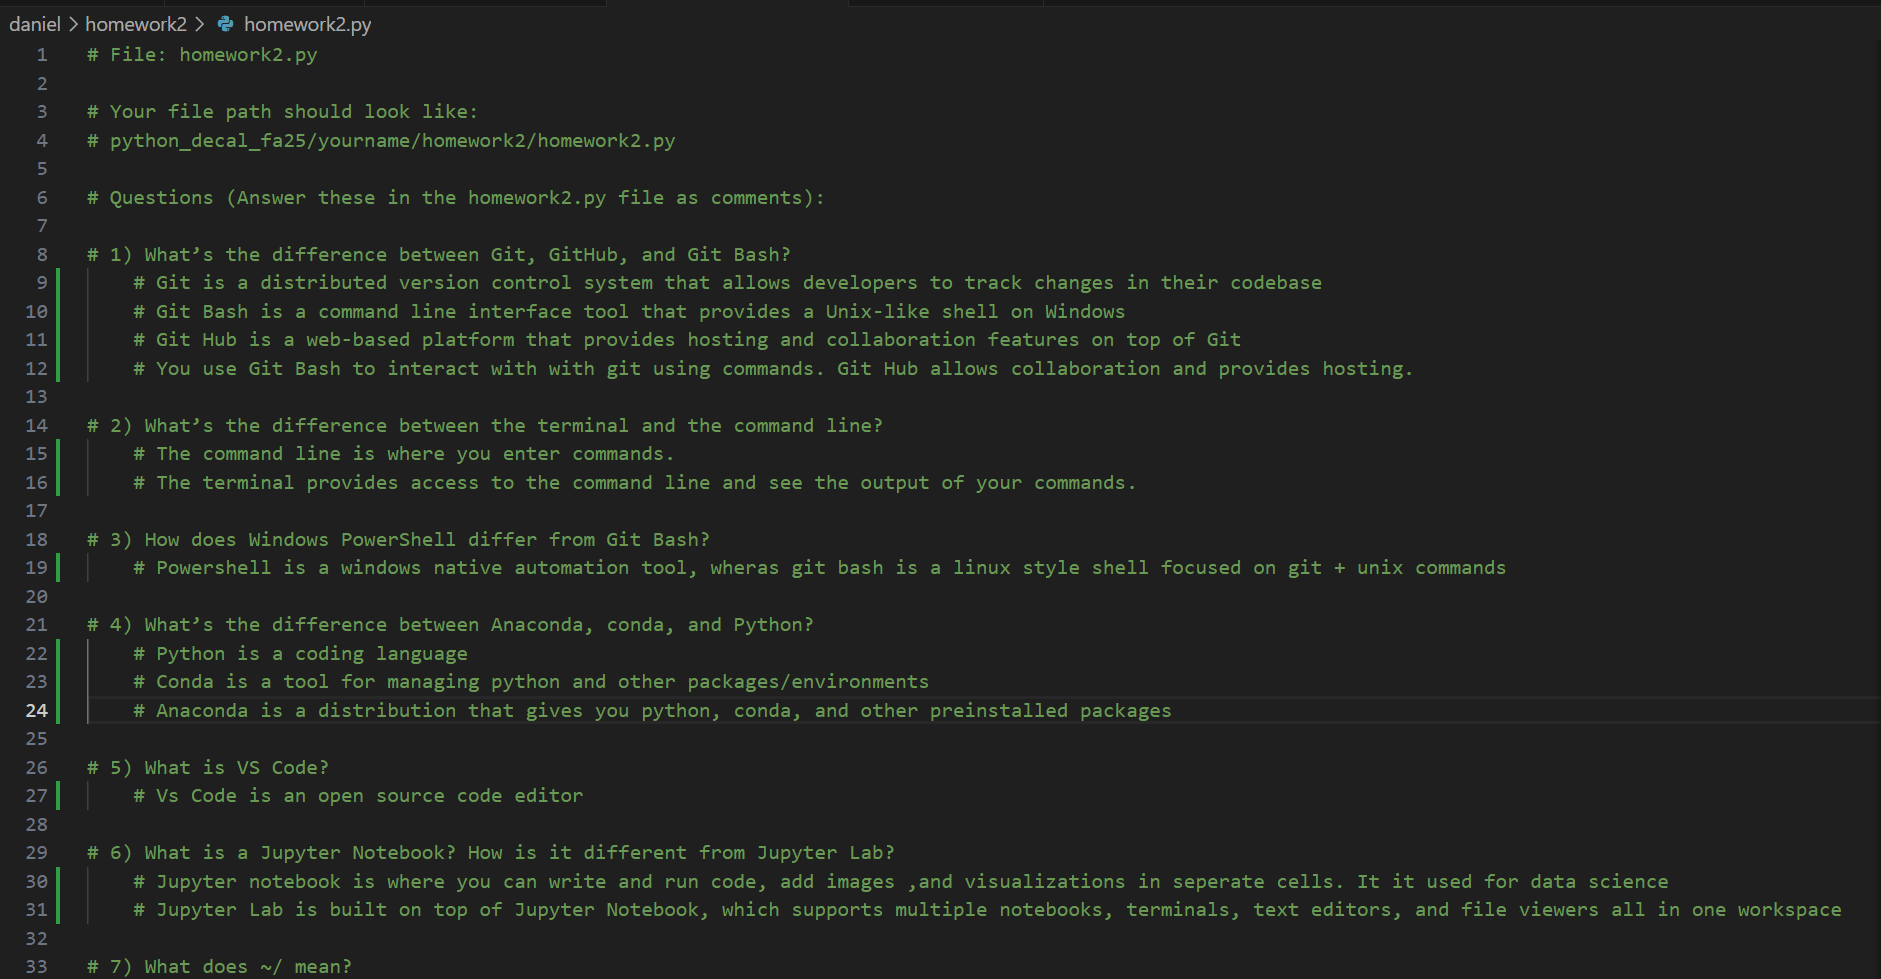 daniel > homework2 > homework2.py
1 # File: homework2.py
2
3 # Your file path should look like:
4 # python_decal_fa25/yourname/homework2/homework2.py
5
6 # Questions (Answer these in the homework2.py file as comments):
7
8 # 1) What’s the difference between Git, GitHub, and Git Bash?
9 # Git is a distributed version control system that allows developers to track changes in their codebase
10 # Git Bash is a command line interface tool that provides a Unix-like shell on Windows
11 # Git Hub is a web-based platform that provides hosting and collaboration features on top of Git
12 # You use Git Bash to interact with with git using commands. Git Hub allows collaboration and provides hosting.
13
14 # 2) What’s the difference between the terminal and the command line?
15 # The command line is where you enter commands.
16 # The terminal provides access to the command line and see the output of your commands.
17
18 # 3) How does Windows PowerShell differ from Git Bash?
19 # Powershell is a windows native automation tool, wheras git bash is a linux style shell focused on git + unix commands
20
21 # 4) What’s the difference between Anaconda, conda, and Python?
22 # Python is a coding language
23 # Conda is a tool for managing python and other packages/environments
24 # Anaconda is a distribution that gives you python, conda, and other preinstalled packages
25
26 # 5) What is VS Code?
27 # Vs Code is an open source code editor
28
29 # 6) What is a Jupyter Notebook? How is it different from Jupyter Lab?
30 # Jupyter notebook is where you can write and run code, add images ,and visualizations in seperate cells. It it used for data science
31 # Jupyter Lab is built on top of Jupyter Notebook, which supports multiple notebooks, terminals, text editors, and file viewers all in one workspace
32
33 # 7) What does ~/ mean?